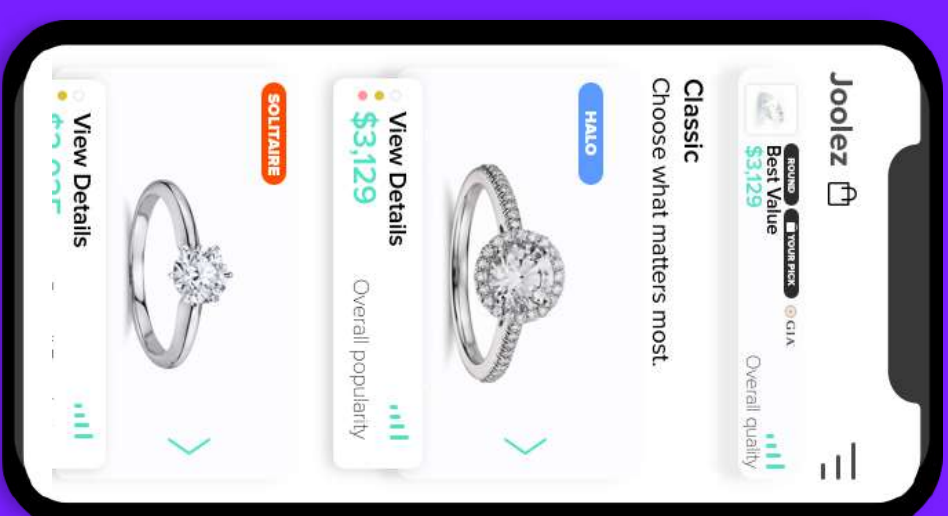 Joolez
ROUND YOUR PICK GIA
Best Value
$3,129
Overall quality
Classic
Choose what matters most.
HALO
View Details
$3,129
Overall popularity
SOLITAIRE
View Details